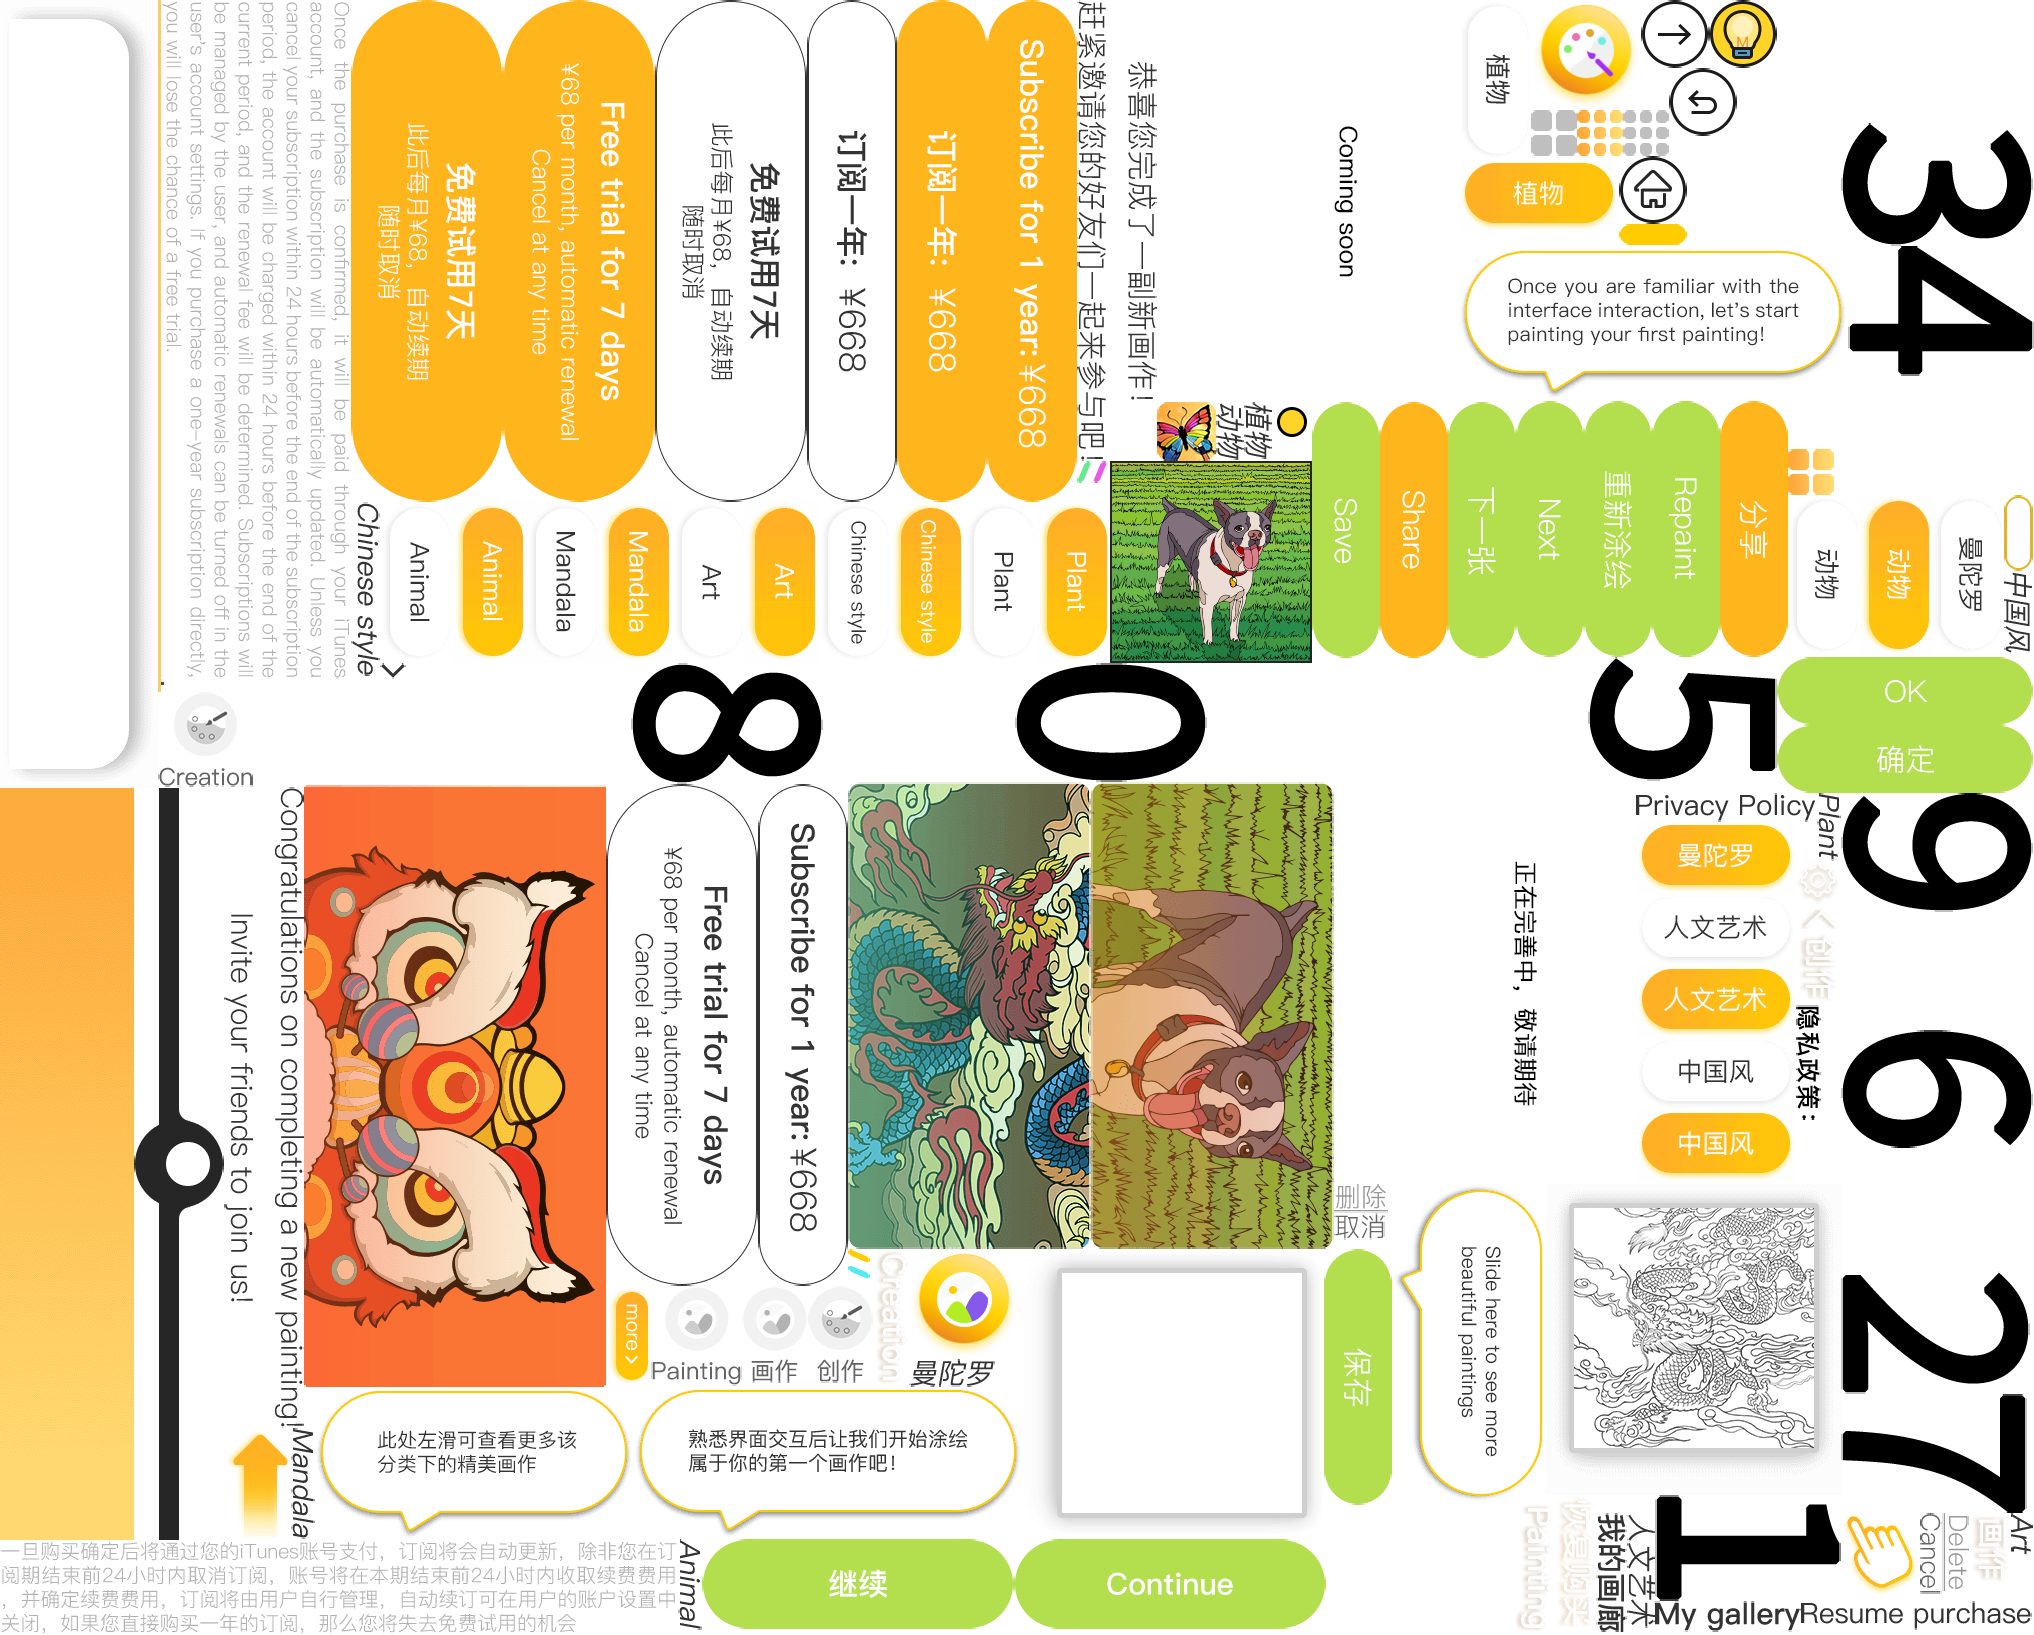 Once the purchase is confirmed, it will be paid through your iTunes
account, and the subscription will be automatically updated. Unless you
cancel your subscription within 24 hours before the end of the subscription
period, the account will be charged within 24 hours before the end of the
current period, and the renewal fee will be determined. Subscriptions will
be managed by the user, and automatic renewals can be turned off in the
user's account settings. If you purchase a one-year subscription directly,
you will lose the chance of a free trial.
免费试用7天
此后每月¥68，自动续期
随时取消
Free trial for 7 days
¥68 per month, automatic renewal
Cancel at any time
免费试用7天
此后每月¥68，自动续期
随时取消
订阅一年：¥668
订阅一年：¥668
Subscribe for 1 year:¥668
恭喜您完成了一副新画作！
赶紧邀请您的好友们一起来参与吧！
Coming soon
植物
植物
34
Once you are familiar with the
interface interaction, let's start
painting your first painting!
植物
动物
Save
Share
下一张
Next
重新涂绘
Repaint
分享
动物
动物
曼陀罗
中国风
Chinese style
Animal
Animal
Mandala
Mandala
Art
Art
Chinese style
Chinese style
Plant
Plant
8
0
5
OK
确定
Creation
Privacy Policy
Plant
曼陀罗
人文艺术
人文艺术
中国风
中国风
创作
隐私政策：
9
6
27
1
正在完善中，敬请期待
Congratulations on completing a new painting!
Invite your friends to join us!
Free trial for 7 days
¥68 per month, automatic renewal
Cancel at any time
Subscribe for 1 year:¥668
删除
取消
Slide here to see more
beautiful paintings
保存
more
Painting
画作
创作
Creation
曼陀罗
此处左滑可查看更多该
分类下的精美画作
熟悉界面交互后让我们开始涂绘
属于你的第一个画作吧！
Mandala
一旦购买确定后将通过您的iTunes账号支付，订阅将会自动更新，除非您在订
阅期结束前24小时内取消订阅，账号将在本期结束前24小时内收取续费费用
，并确定续费费用，订阅将由用户自行管理，自动续订可在用户的账户设置中
关闭，如果您直接购买一年的订阅，那么您将失去免费试用的机会
Animal
继续
Continue
Painting
恢复购买
我的画廊
人文艺术
My gallery
Resume purchase
Delete
Cancel
画作
Art